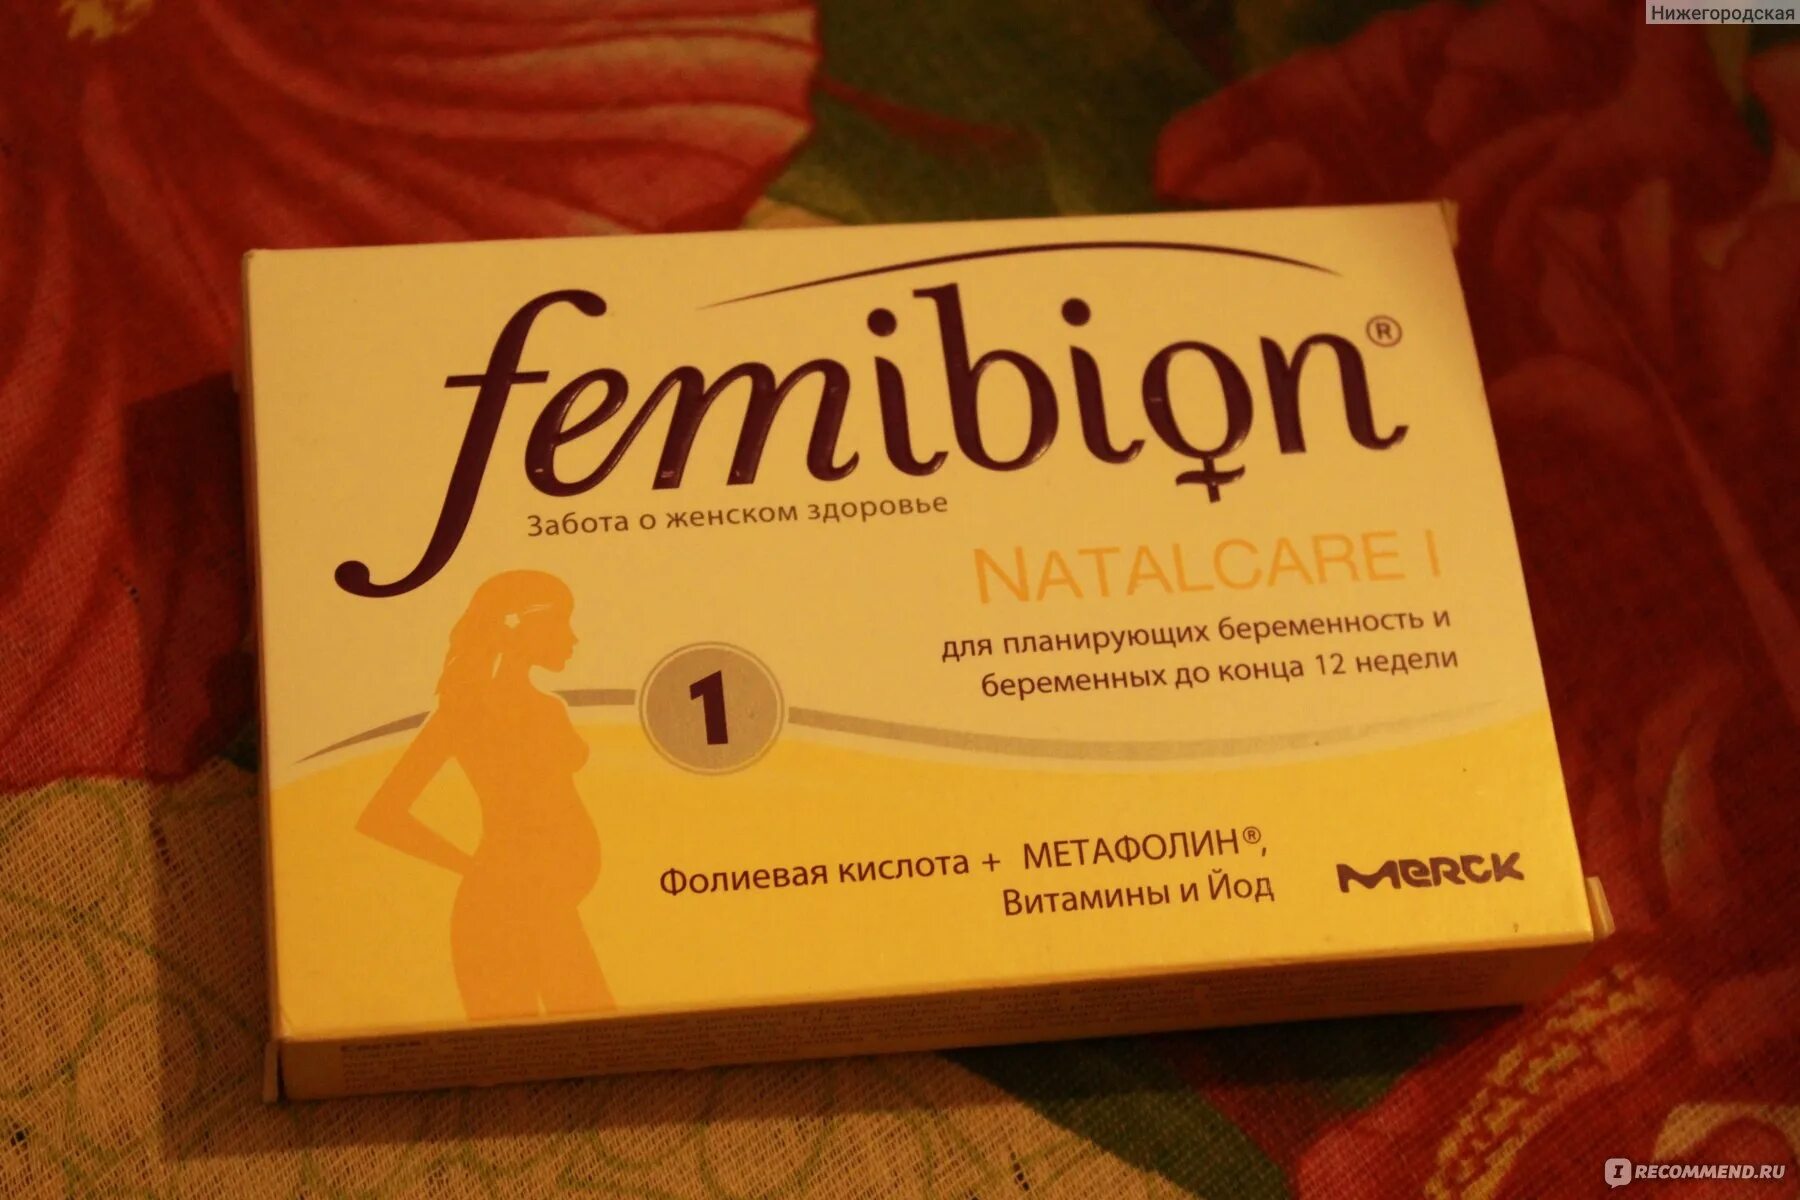 Нижегородская
femibion®
Забота о женском здоровье
NATALCARE I
для планирующих беременность и
беременных до конца 12 недели
1
Фолиевая кислота + МЕТАФОЛИН®,
Витамины и Йод
MERCK
IRECOMMEND.RU